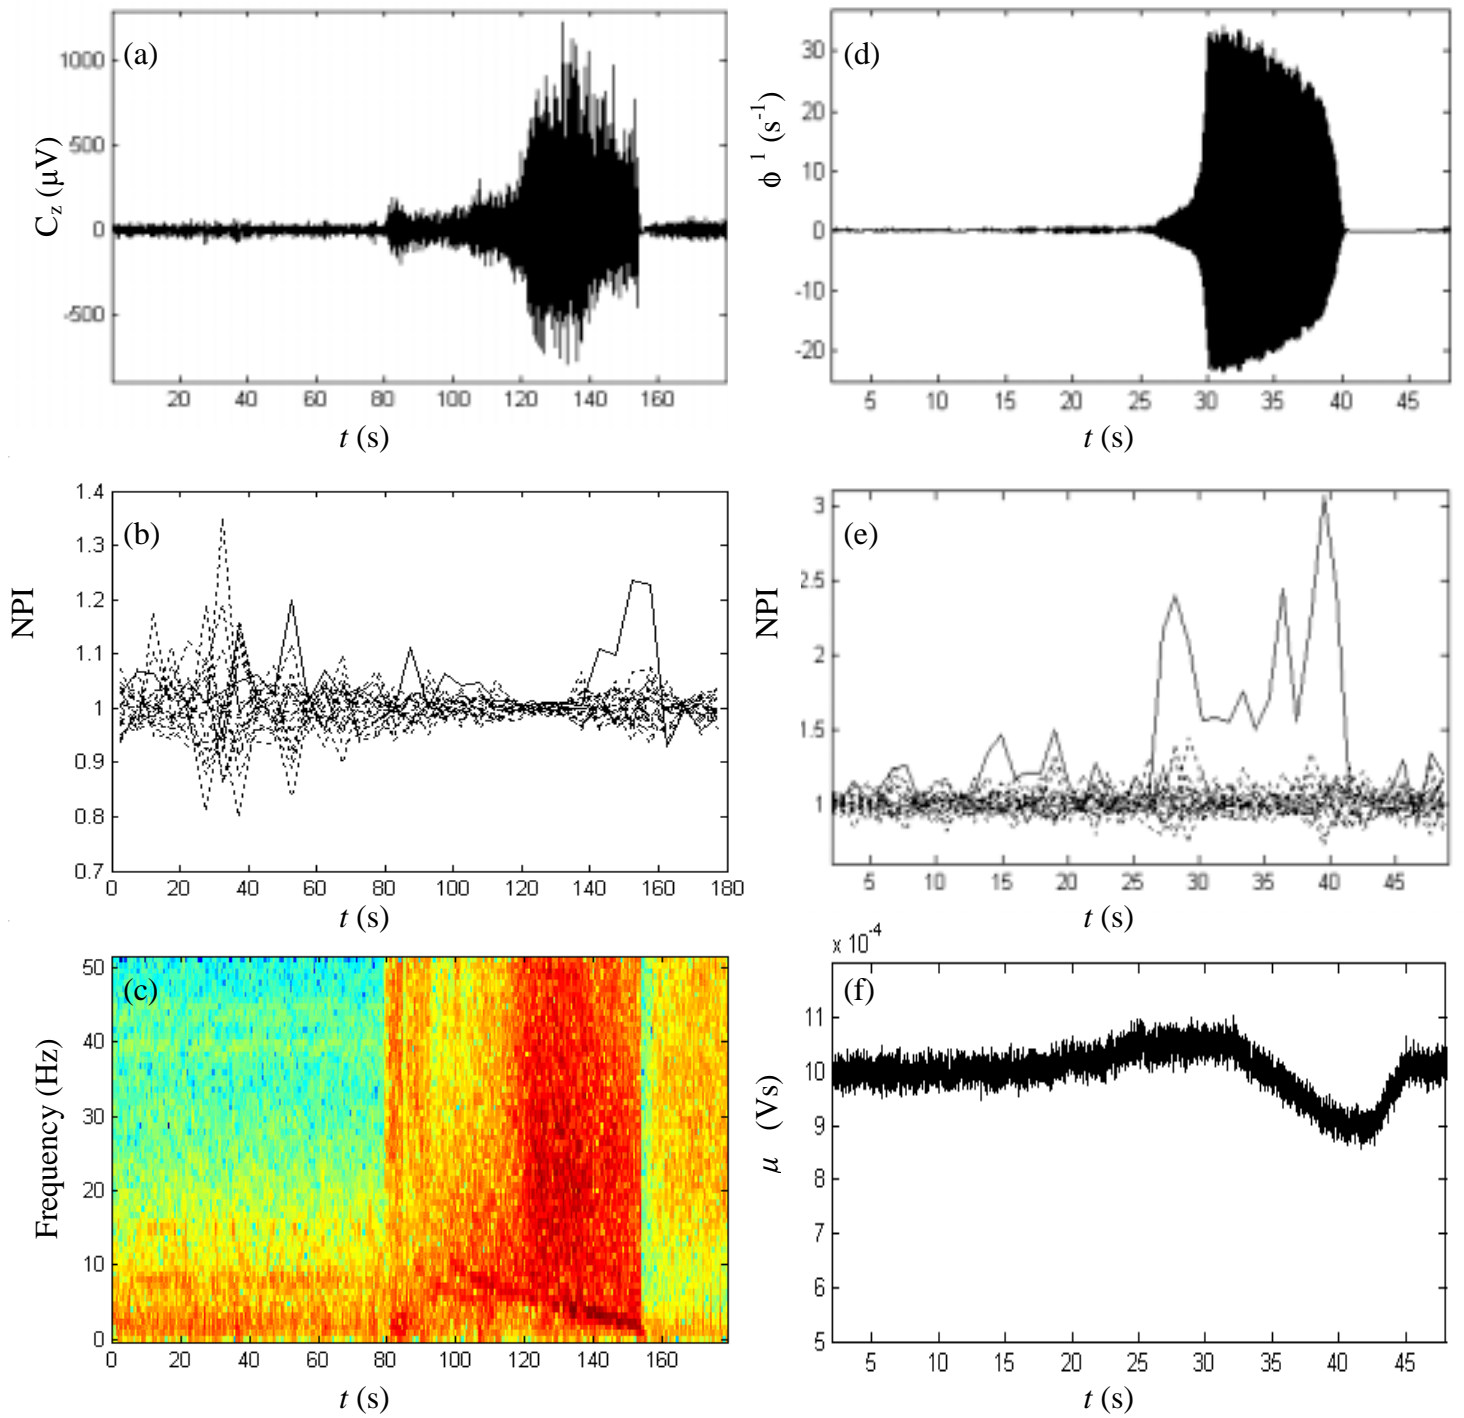 (a)
1000
500
0
-500
C_z (μV)
20 40 60 80 100 120 140 160
t (s)
(d)
30
20
10
0
-10
-20
ϕ ¹ (s⁻¹)
5 10 15 20 25 30 35 40 45
t (s)
(b)
1.4
1.3
1.2
1.1
1
0.9
0.8
0.7
NPI
0 20 40 60 80 100 120 140 160 180
t (s)
(e)
3
2.5
2
1.5
1
NPI
5 10 15 20 25 30 35 40 45
t (s)
(c)
50
40
30
20
10
0
Frequency (Hz)
0 20 40 60 80 100 120 140 160
t (s)
x 10⁻⁴
(f)
11
10
9
8
7
6
5
μ (Vs)
5 10 15 20 25 30 35 40 45
t (s)